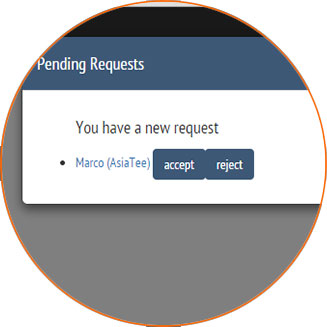 Pending Requests
You have a new request
Marco (AsiaTee) accept reject